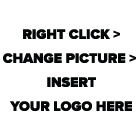 RIGHT CLICK >
CHANGE PICTURE >
INSERT
YOUR LOGO HERE